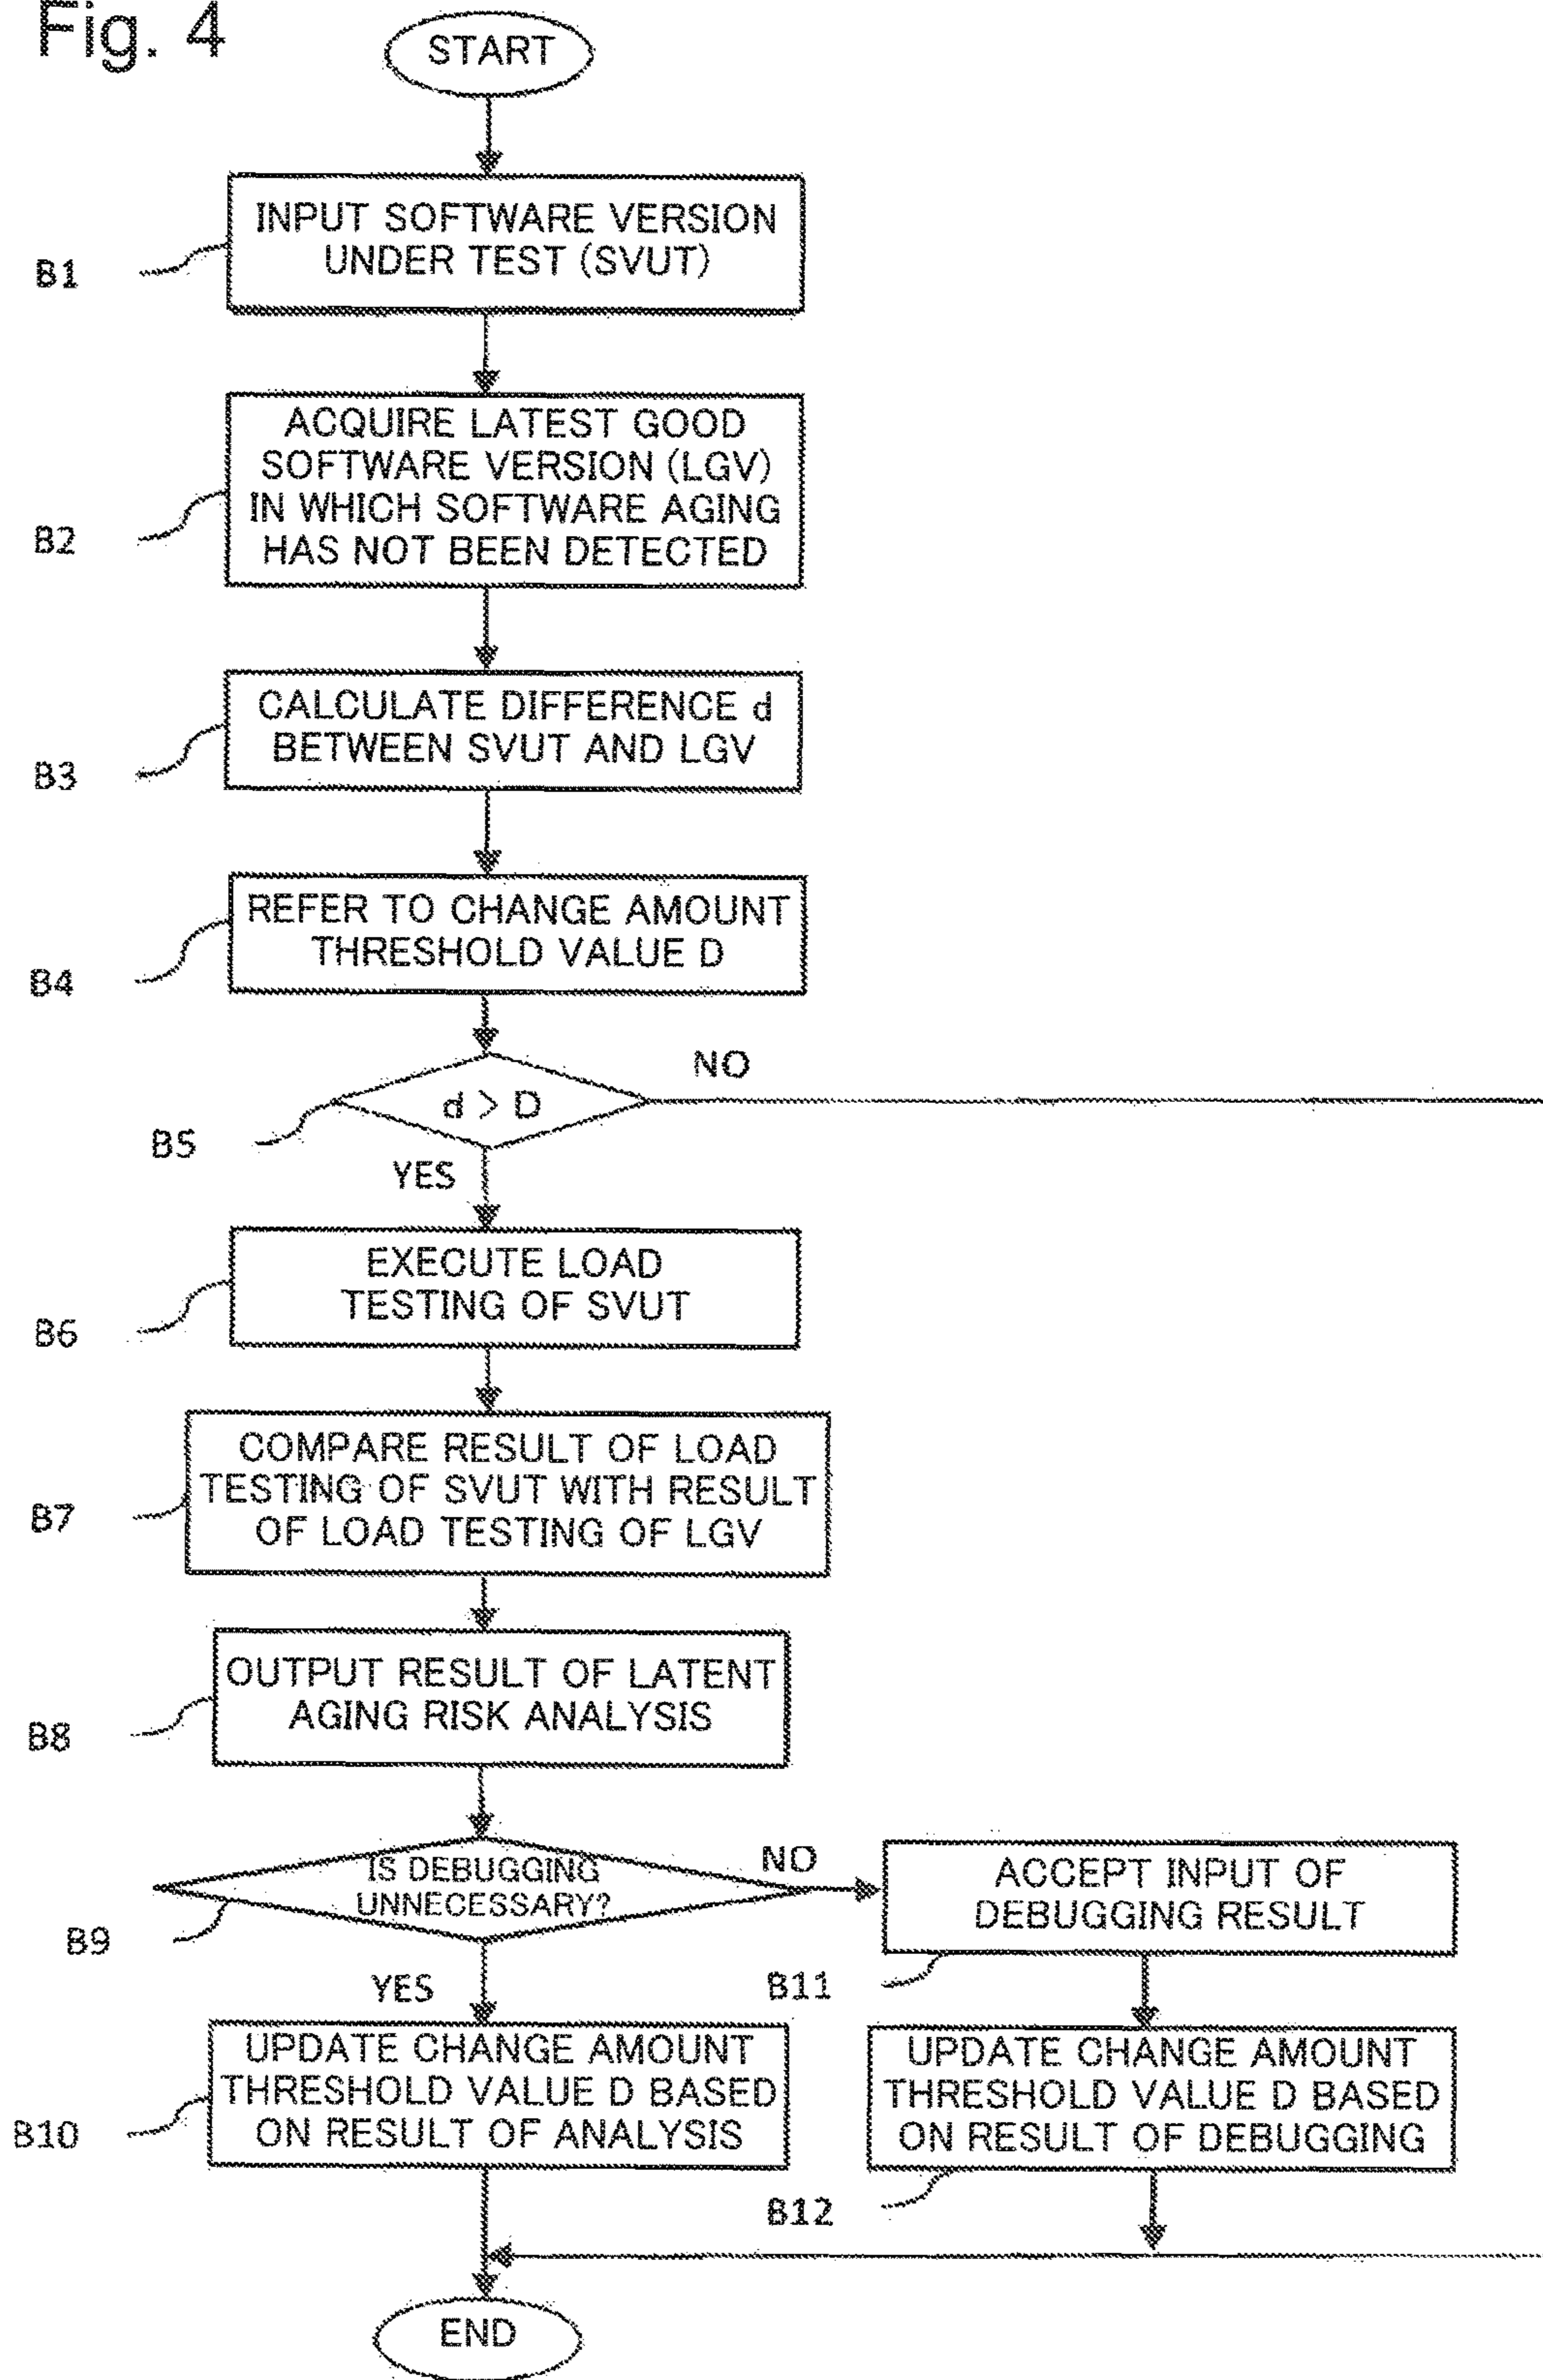 Fig. 4
START
INPUT SOFTWARE VERSION
UNDER TEST (SVUT)
B1
ACQUIRE LATEST GOOD
SOFTWARE VERSION (LGV)
IN WHICH SOFTWARE AGING
HAS NOT BEEN DETECTED
B2
CALCULATE DIFFERENCE d
BETWEEN SVUT AND LGV
B3
REFER TO CHANGE AMOUNT
THRESHOLD VALUE D
B4
NO
d > D
B5
YES
EXECUTE LOAD
TESTING OF SVUT
B6
COMPARE RESULT OF LOAD
TESTING OF SVUT WITH RESULT
OF LOAD TESTING OF LGV
B7
OUTPUT RESULT OF LATENT
AGING RISK ANALYSIS
B8
IS DEBUGGING
UNNECESSARY?
NO
B9
ACCEPT INPUT OF
DEBUGGING RESULT
B11
YES
UPDATE CHANGE AMOUNT
THRESHOLD VALUE D BASED
ON RESULT OF ANALYSIS
B10
UPDATE CHANGE AMOUNT
THRESHOLD VALUE D BASED
ON RESULT OF DEBUGGING
B12
END